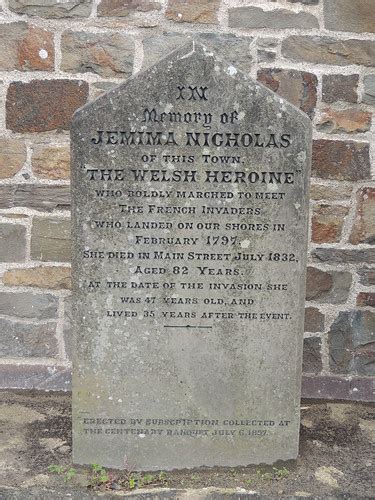 XXX
Memory of
JEMIMA NICHOLAS
OF THIS TOWN
"THE WELSH HEROINE"
WHO BOLDLY MARCHED TO MEET
THE FRENCH INVADERS
WHO LANDED ON OUR SHORES IN
FEBRUARY 1797.
SHE DIED IN MAIN STREET JULY 1832,
AGED 82 YEARS.
AT THE DATE OF THE INVASION SHE
WAS 47 YEARS OLD, AND
LIVED 35 YEARS AFTER THE EVENT.
ERECTED BY SUBSCRIPTION COLLECTED AT
THE CENTENARY BANQUET JULY 6, 1897.